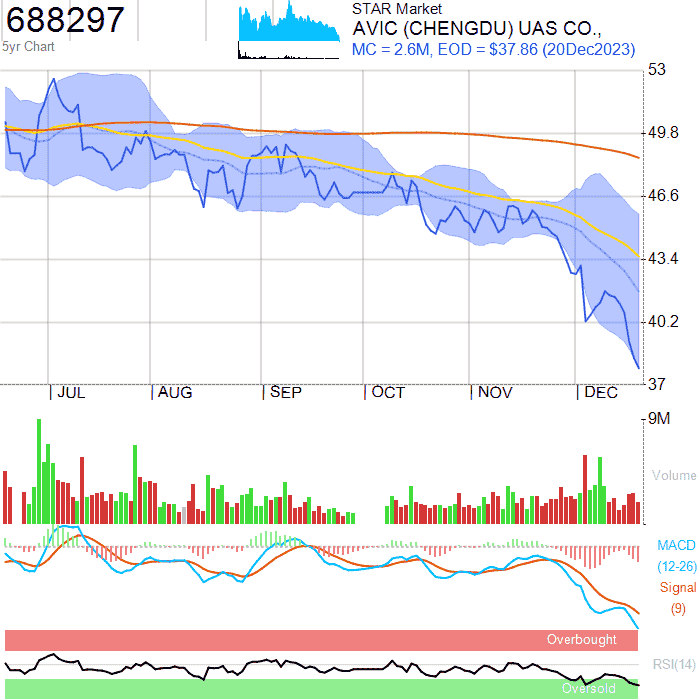 688297
5yr Chart
STAR Market
AVIC (CHENGDU) UAS CO.,
MC = 2.6M, EOD = $37.86 (20Dec2023)
53
49.8
46.6
43.4
40.2
37
JUL AUG SEP OCT NOV DEC
9M
Volume
MACD
(12-26)
Signal
(9)
Overbought
RSI(14)
Oversold